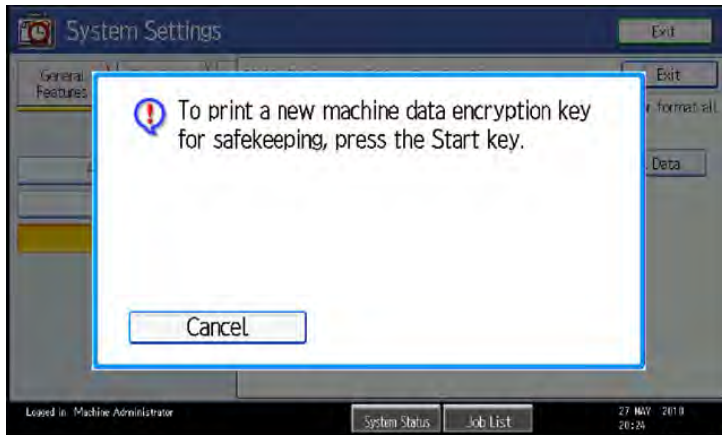 System Settings
Exit
General
Features
Exit
r format all
Data
To print a new machine data encryption key
for safekeeping, press the Start key.
Cancel
Logged in Machine Administrator
System Status
Job List
27 MAY 2010
20:24